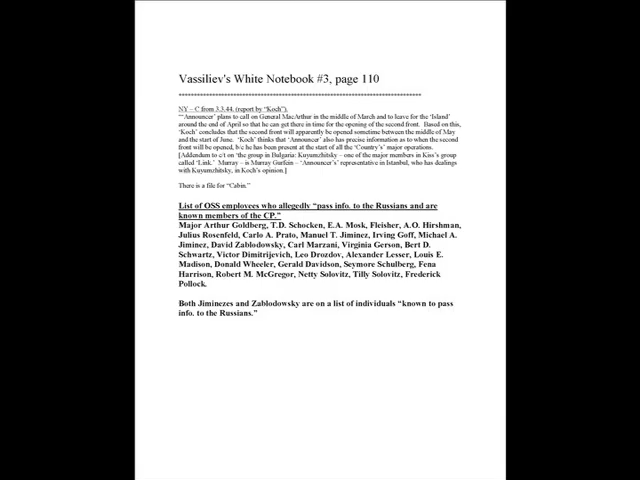 Vassiliev's White Notebook #3, page 110
********************************************************************************
NY – C from 3.3.44. (report by "Koch").
"'Announcer' plans to call on General MacArthur in the middle of March and to leave for the 'Island'
around the end of April so that he can get there in time for the opening of the second front. Based on this,
'Koch' concludes that the second front will apparently be opened sometime between the middle of May
and the start of June. 'Koch' thinks that 'Announcer' also has precise information as to when the second
front will be opened, b/c he has been present at the start of all the 'Country's' major operations.
[Addendum to c/t on 'the group in Bulgaria: Kuyumzhitsky – one of the major members in Kiss's group
called 'Link.' Murray – is Murray Gurfein – 'Announcer's' representative in Istanbul, who has dealings
with Kuyumzhitsky, in Koch's opinion.]
There is a file for "Cabin."
List of OSS employees who allegedly "pass info. to the Russians and are
known members of the CP."
Major Arthur Goldberg, T.D. Schocken, E.A. Mosk, Fleisher, A.O. Hirshman,
Julius Rosenfeld, Carlo A. Prato, Manuel T. Jiminez, Irving Goff, Michael A.
Jiminez, David Zablodowsky, Carl Marzani, Virginia Gerson, Bert D.
Schwartz, Victor Dimitrijevich, Leo Drozdov, Alexander Lesser, Louis E.
Madison, Donald Wheeler, Gerald Davidson, Seymore Schulberg, Fena
Harrison, Robert M. McGregor, Netty Solovitz, Tilly Solovitz, Frederick
Pollock.
Both Jiminezes and Zablodowsky are on a list of individuals "known to pass
info. to the Russians."